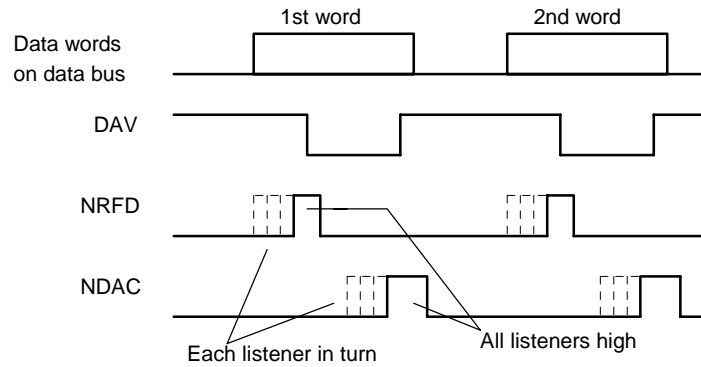 1st word
2nd word
Data words
on data bus
DAV
NRFD
NDAC
Each listener in turn
All listeners high